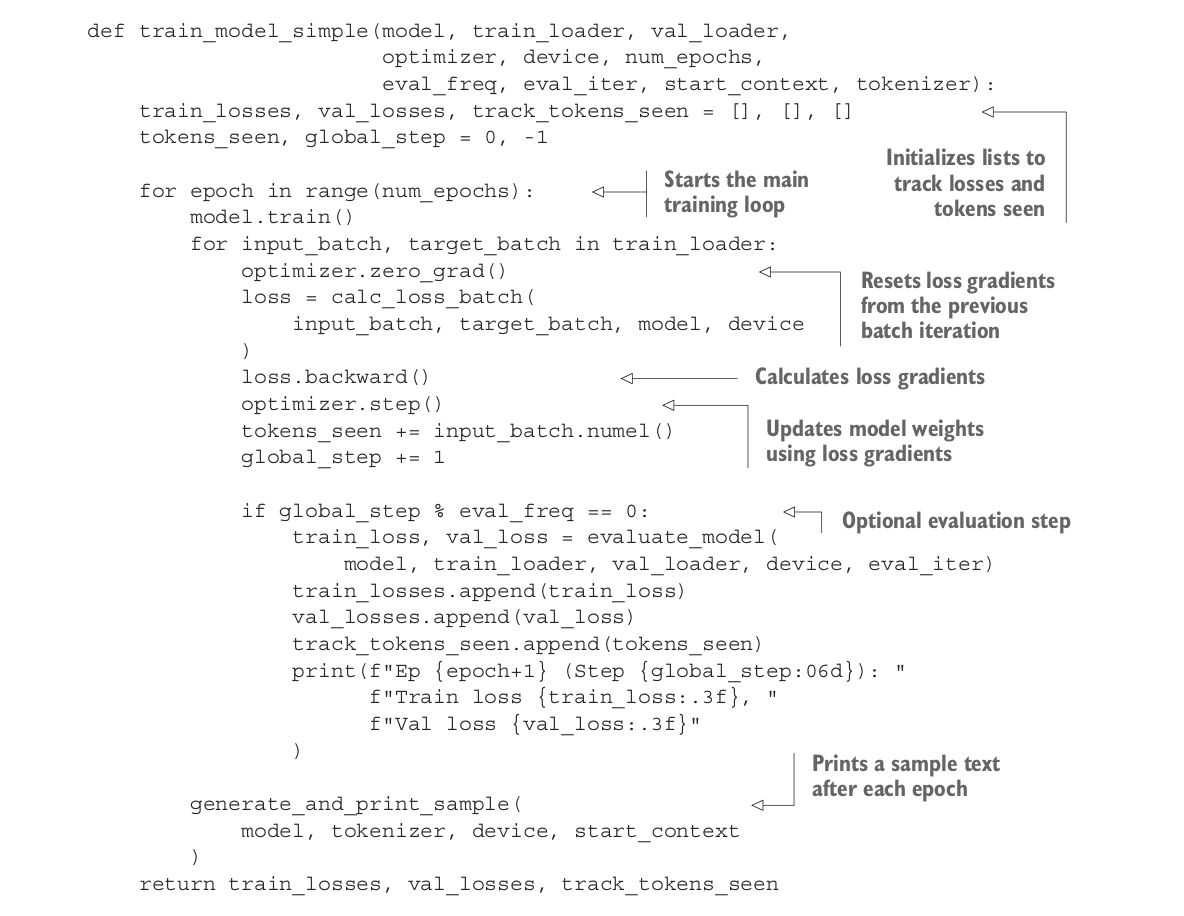 def train_model_simple(model, train_loader, val_loader,
optimizer, device, num_epochs,
eval_freq, eval_iter, start_context, tokenizer):
train_losses, val_losses, track_tokens_seen = [], [], []
tokens_seen, global_step = 0, -1
Initializes lists to
track losses and
tokens seen
for epoch in range(num_epochs):
Starts the main
training loop
model.train()
for input_batch, target_batch in train_loader:
optimizer.zero_grad()
Resets loss gradients
from the previous
batch iteration
loss = calc_loss_batch(
input_batch, target_batch, model, device
)
loss.backward()
Calculates loss gradients
optimizer.step()
Updates model weights
using loss gradients
tokens_seen += input_batch.numel()
global_step += 1
if global_step % eval_freq == 0:
Optional evaluation step
train_loss, val_loss = evaluate_model(
model, train_loader, val_loader, device, eval_iter)
train_losses.append(train_loss)
val_losses.append(val_loss)
track_tokens_seen.append(tokens_seen)
print(f"Ep {epoch+1} (Step {global_step:06d}): "
f"Train loss {train_loss:.3f}, "
f"Val loss {val_loss:.3f}"
)
Prints a sample text
after each epoch
generate_and_print_sample(
model, tokenizer, device, start_context
)
return train_losses, val_losses, track_tokens_seen